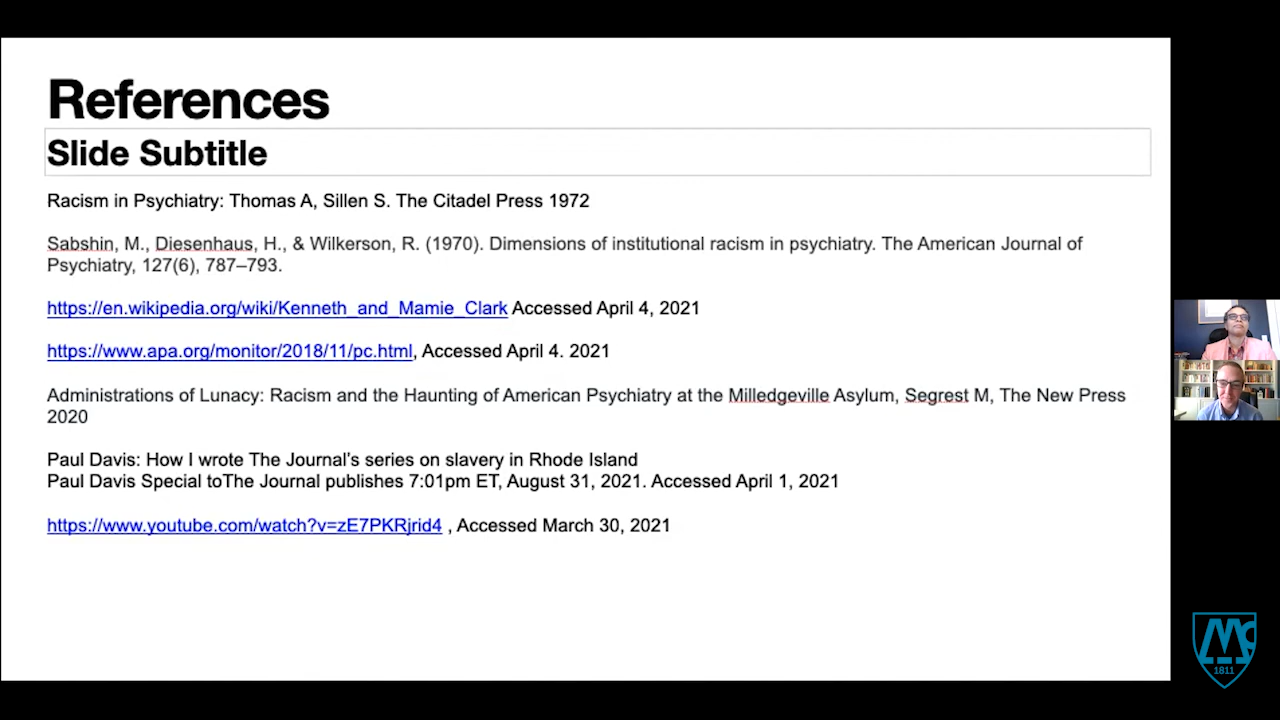 References
Slide Subtitle
Racism in Psychiatry: Thomas A, Sillen S. The Citadel Press 1972
Sabshin, M., Diesenhaus, H., & Wilkerson, R. (1970). Dimensions of institutional racism in psychiatry. The American Journal of
Psychiatry, 127(6), 787–793.
https://en.wikipedia.org/wiki/Kenneth_and_Mamie_Clark Accessed April 4, 2021
https://www.apa.org/monitor/2018/11/pc.html, Accessed April 4. 2021
Administrations of Lunacy: Racism and the Haunting of American Psychiatry at the Milledgeville Asylum, Segrest M, The New Press
2020
Paul Davis: How I wrote The Journal’s series on slavery in Rhode Island
Paul Davis Special toThe Journal publishes 7:01pm ET, August 31, 2021. Accessed April 1, 2021
https://www.youtube.com/watch?v=zE7PKRjrid4 , Accessed March 30, 2021
Mc
1811